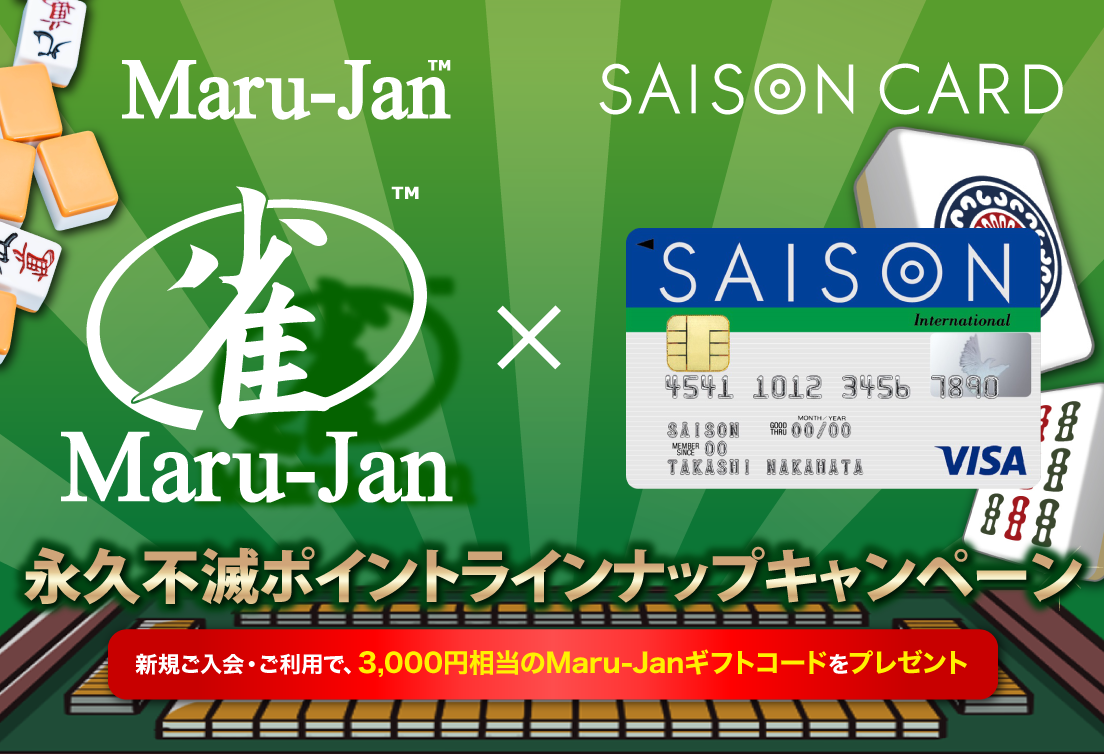 Maru-Jan™
SAISON CARD
雀™
Maru-Jan
×
SAISON
International
4541 1012 3456 7890
MONTH/YEAR
GOOD THRU 00/00
SAISON
MEMBER SINCE 00
TAKASHI NAKAHATA
VISA
永久不滅ポイントラインナップキャンペーン
新規ご入会・ご利用で、3,000円相当のMaru-Janギフトコードをプレゼント